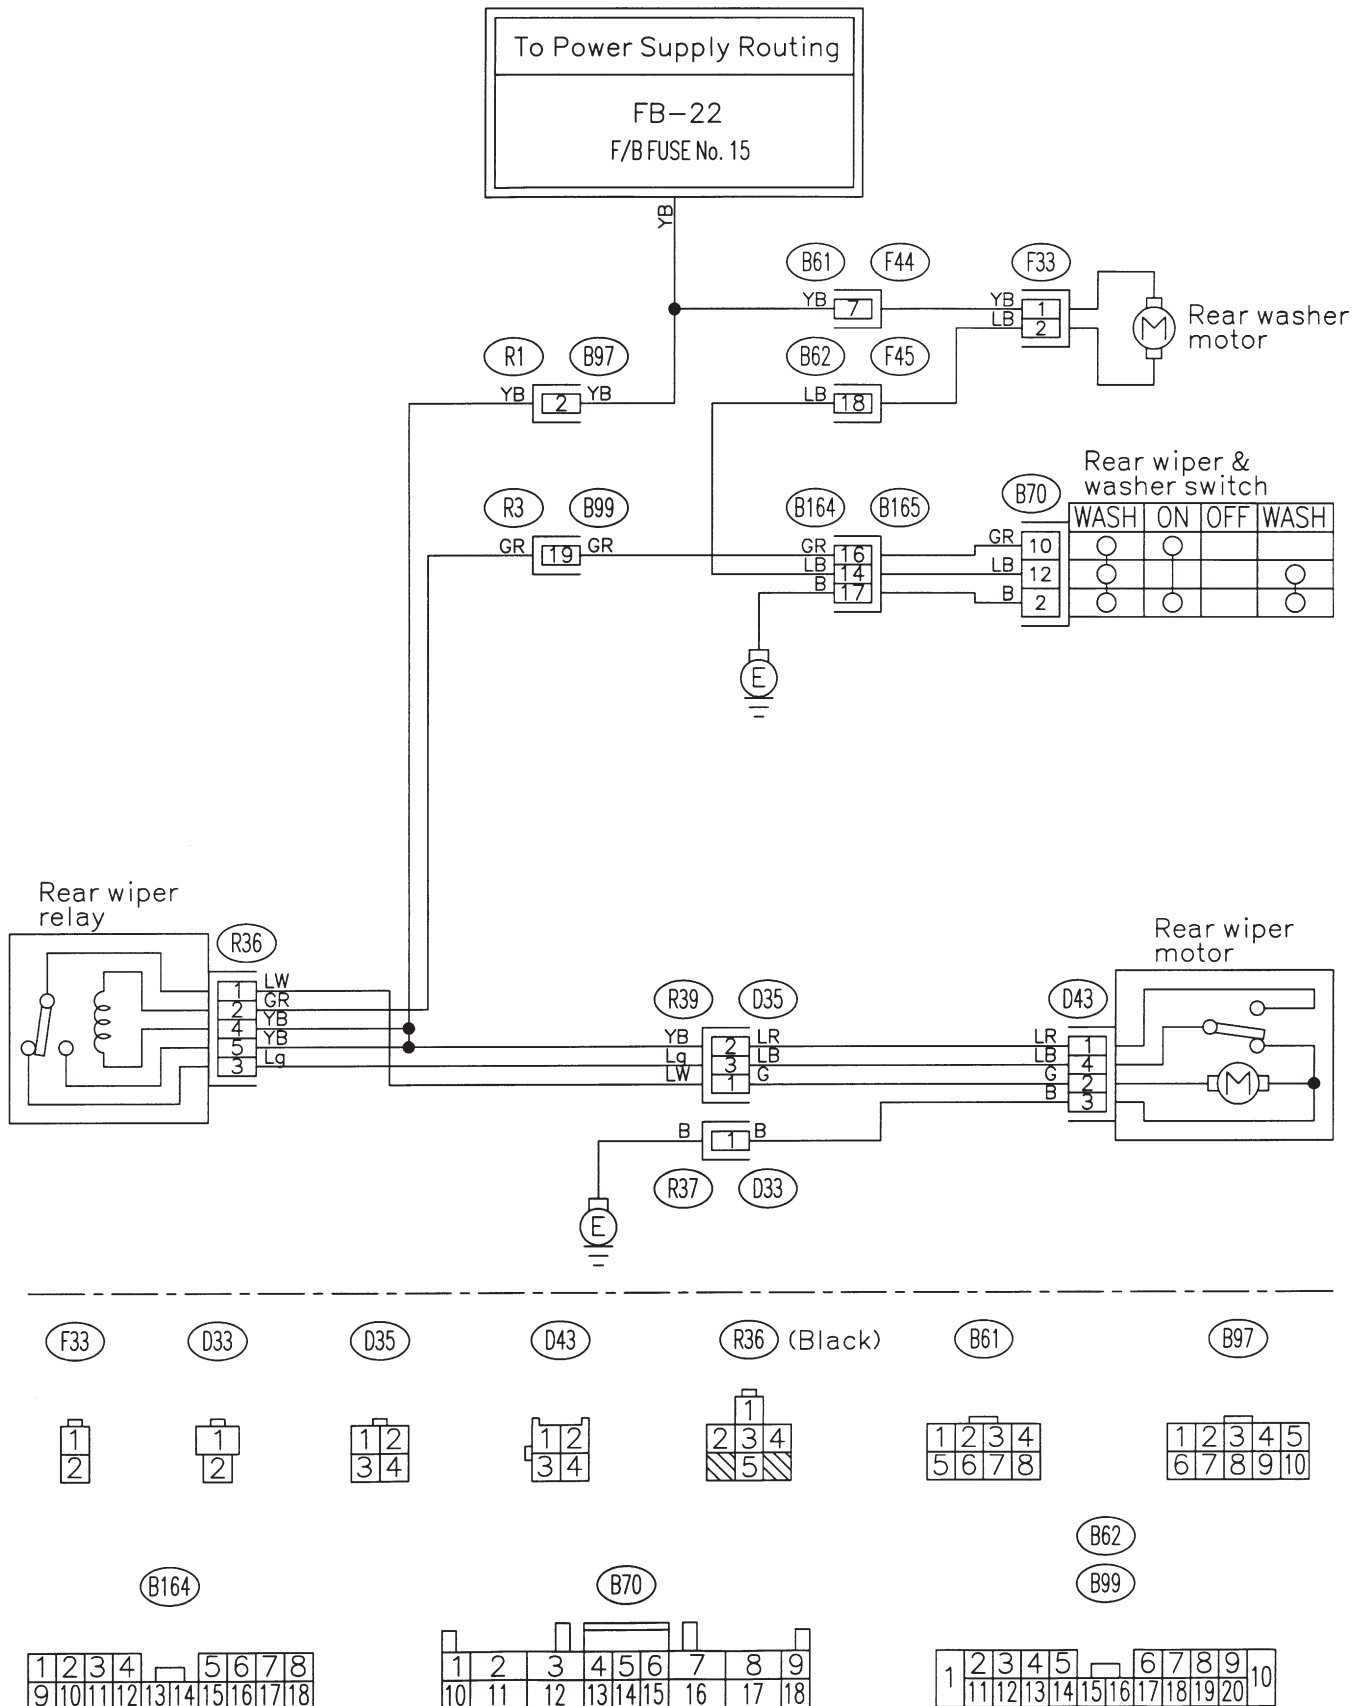 To Power Supply Routing
FB-22
F/B FUSE No. 15
YB
B61 F44 F33
YB 7 YB 1
LB 2
Rear washer
motor
R1 B97 B62 F45
YB 2 YB LB 18
Rear wiper &
washer switch
R3 B99 B164 B165 B70
WASH ON OFF WASH
GR 19 GR GR 16 GR 10
LB 14 LB 12
B 17 B 2
E
Rear wiper
relay
R36
1 LW
2 GR
4 YB
5 YB
3 Lg
Rear wiper
motor
R39 D35 D43
YB 2 LR LR 1
Lg 3 LB LB 4
LW 1 G G 2
B 3
M
M
B 1 B
R37 D33
E
F33 D33 D35 D43 R36 (Black) B61 B97
1
2
1
2
1 2
3 4
1 2
3 4
1
2 3 4
5
1 2 3 4
5 6 7 8
1 2 3 4 5
6 7 8 9 10
B62
B164 B70 B99
1 2 3 4 5 6 7 8
9 10 11 12 13 14 15 16 17 18
1 2 3 4 5 6 7 8 9
10 11 12 13 14 15 16 17 18
1 2 3 4 5 6 7 8 9 10
11 12 13 14 15 16 17 18 19 20